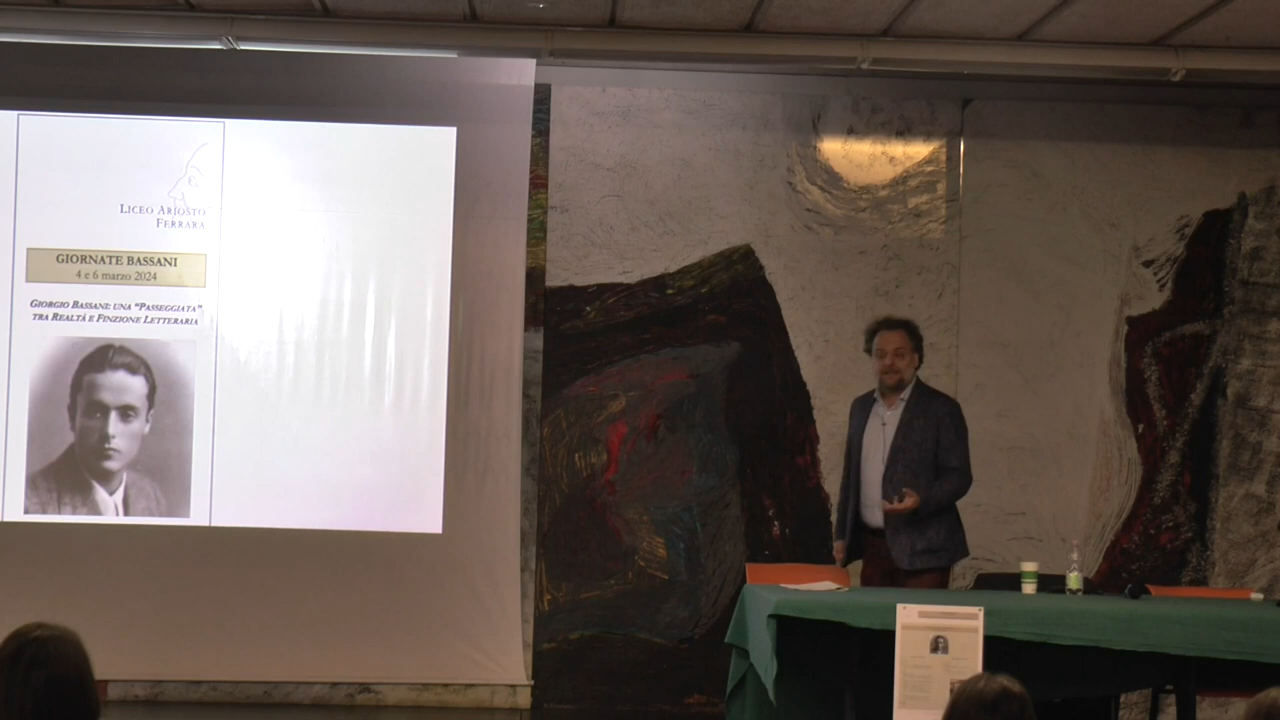 LICEO ARIOSTO
FERRARA
GIORNATE BASSANI
4 e 6 marzo 2024
GIORGIO BASSANI: UNA "PASSEGGIATA"
TRA REALTÀ E FINZIONE LETTERARIA